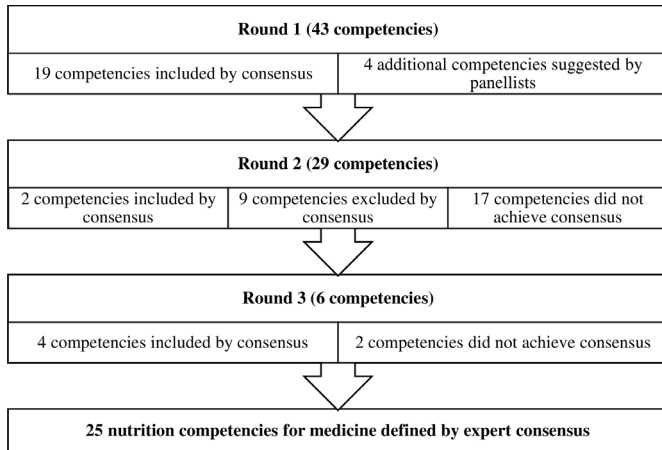 Round 1 (43 competencies)
19 competencies included by consensus
4 additional competencies suggested by
panellists
Round 2 (29 competencies)
2 competencies included by
consensus
9 competencies excluded by
consensus
17 competencies did not
achieve consensus
Round 3 (6 competencies)
4 competencies included by consensus
2 competencies did not achieve consensus
25 nutrition competencies for medicine defined by expert consensus